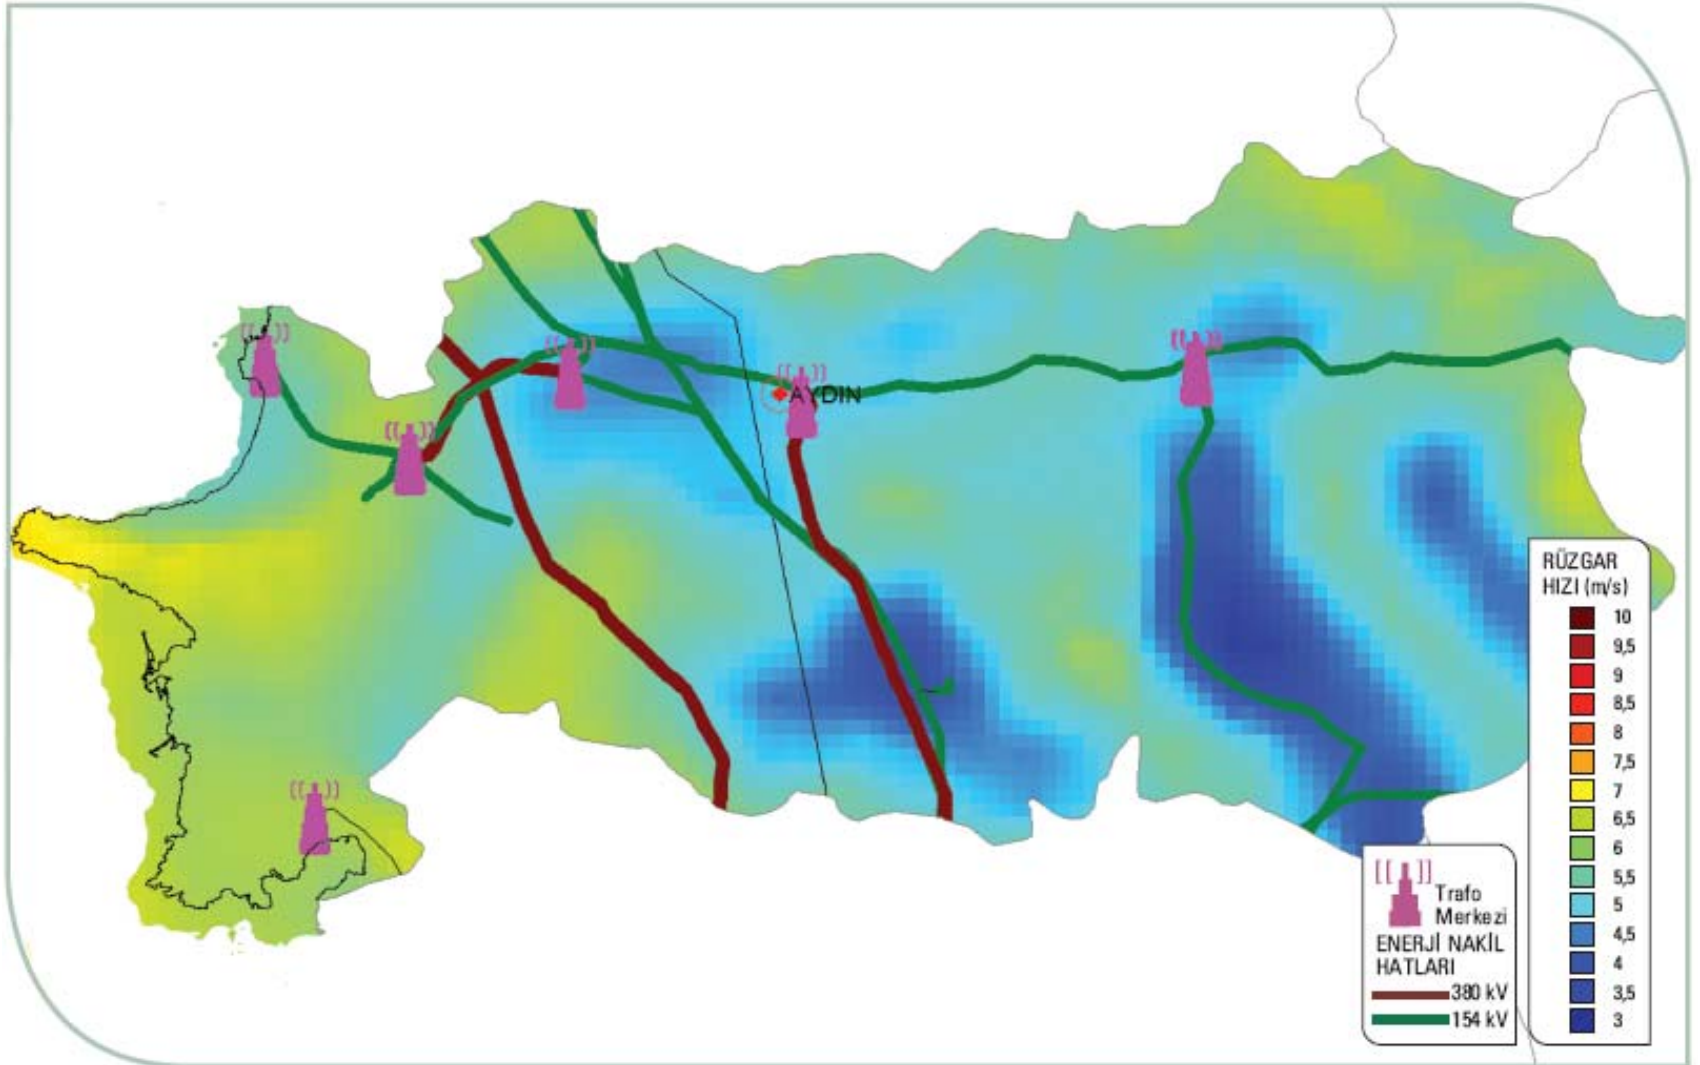 AYDIN
RÜZGAR
HIZI (m/s)
10
9,5
9
8,5
8
7,5
7
6,5
6
5,5
5
4,5
4
3,5
3
Trafo
Merkezi
ENERJİ NAKİL
HATLARI
380 kV
154 kV